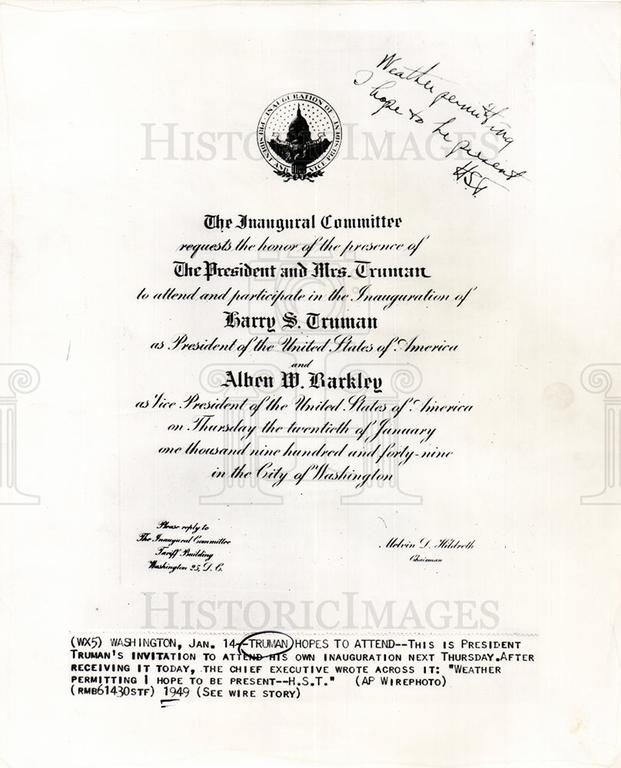 Weather permitting
I hope to be present
H.S.T.
INAUGURATION OF
PRESIDENT AND VICE PRESIDENT
HISTORICIMAGES
The Inaugural Committee
requests the honor of the presence of
The President and Mrs. Truman
to attend and participate in the Inauguration of
Harry S. Truman
as President of the United States of America
and
Alben W. Barkley
as Vice President of the United States of America
on Thursday the twentieth of January
one thousand nine hundred and forty-nine
in the City of Washington
Please reply to
The Inaugural Committee
Tariff Building
Washington 25, D.C.
Melvin D. Hildreth
Chairman
HISTORICIMAGES
(WX5) WASHINGTON, JAN. 14--TRUMAN HOPES TO ATTEND--THIS IS PRESIDENT
TRUMAN'S INVITATION TO ATTEND HIS OWN INAUGURATION NEXT THURSDAY.AFTER
RECEIVING IT TODAY, THE CHIEF EXECUTIVE WROTE ACROSS IT: "WEATHER
PERMITTING I HOPE TO BE PRESENT--H.S.T." (AP WIREPHOTO)
(RMB61430STF) 1949 (SEE WIRE STORY)